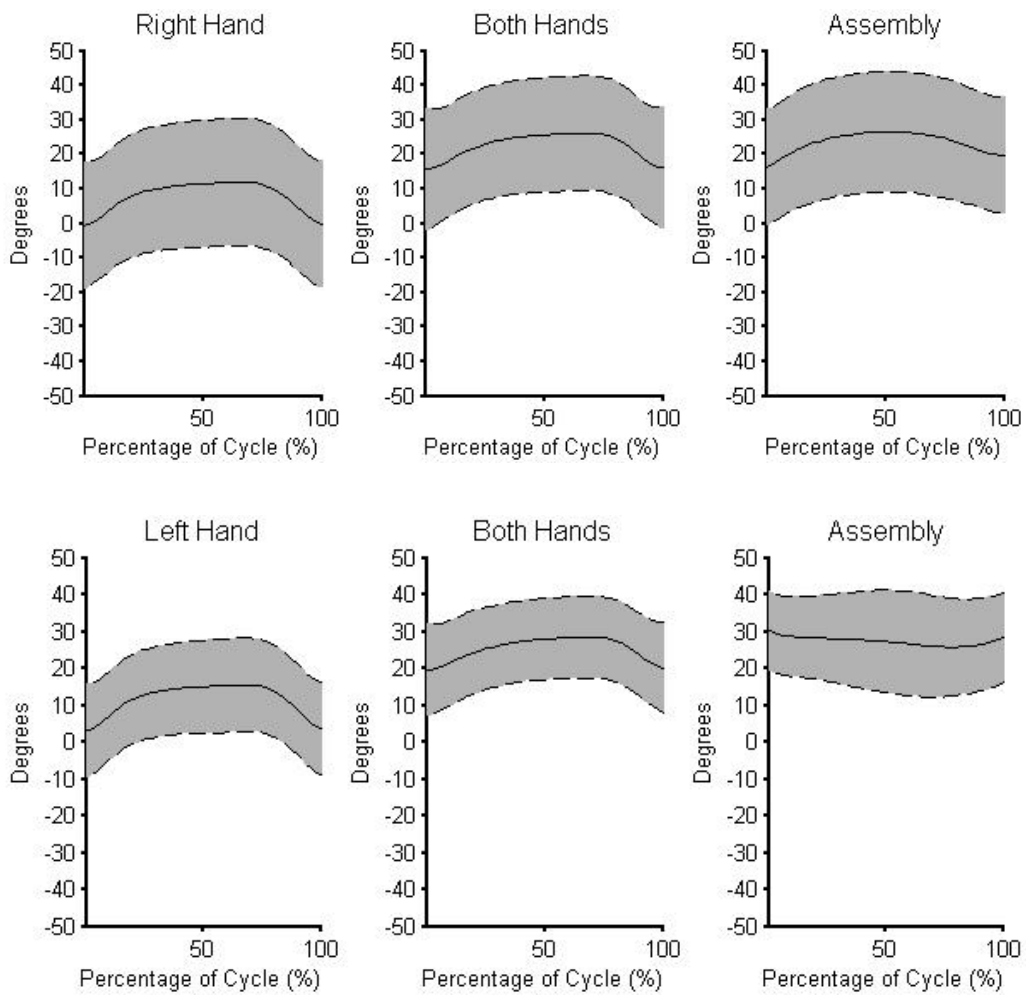 Right Hand Both Hands Assembly
50 50 50
40 40 40
30 30 30
20 20 20
10 10 10
0 0 0
-10 -10 -10
-20 -20 -20
-30 -30 -30
-40 -40 -40
-50 -50 -50
Degrees Degrees Degrees
50 100 50 100 50 100
Percentage of Cycle (%) Percentage of Cycle (%) Percentage of Cycle (%)
Left Hand Both Hands Assembly
50 50 50
40 40 40
30 30 30
20 20 20
10 10 10
0 0 0
-10 -10 -10
-20 -20 -20
-30 -30 -30
-40 -40 -40
-50 -50 -50
Degrees Degrees Degrees
50 100 50 100 50 100
Percentage of Cycle (%) Percentage of Cycle (%) Percentage of Cycle (%)